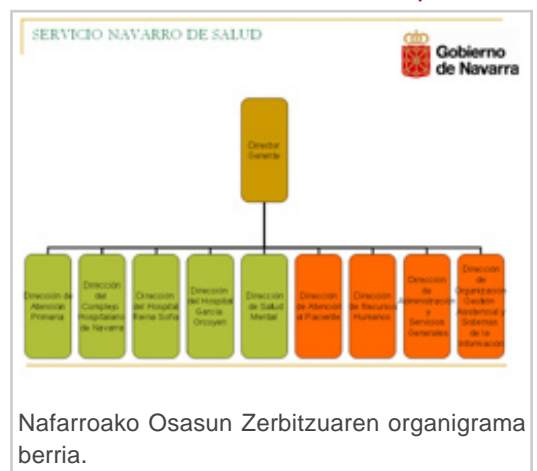 SERVICIO NAVARRO DE SALUD
Gobierno
de Navarra
Director
Gerente
Dirección de
Atención
Primaria
Dirección
del
Complejo
Hospitalario
de Navarra
Dirección
del Hospital
Reina Sofía
Dirección
del Hospital
García
Orcoyen
Dirección
de Salud
Mental
Dirección
de Atención
al Paciente
Dirección
de Recursos
Humanos
Dirección
de
Administración
y
Servicios
Generales
Dirección
de
Organización
Gestión
Asistencial y
Sistemas
de la
Información
Nafarroako Osasun Zerbitzuaren organigrama
berria.